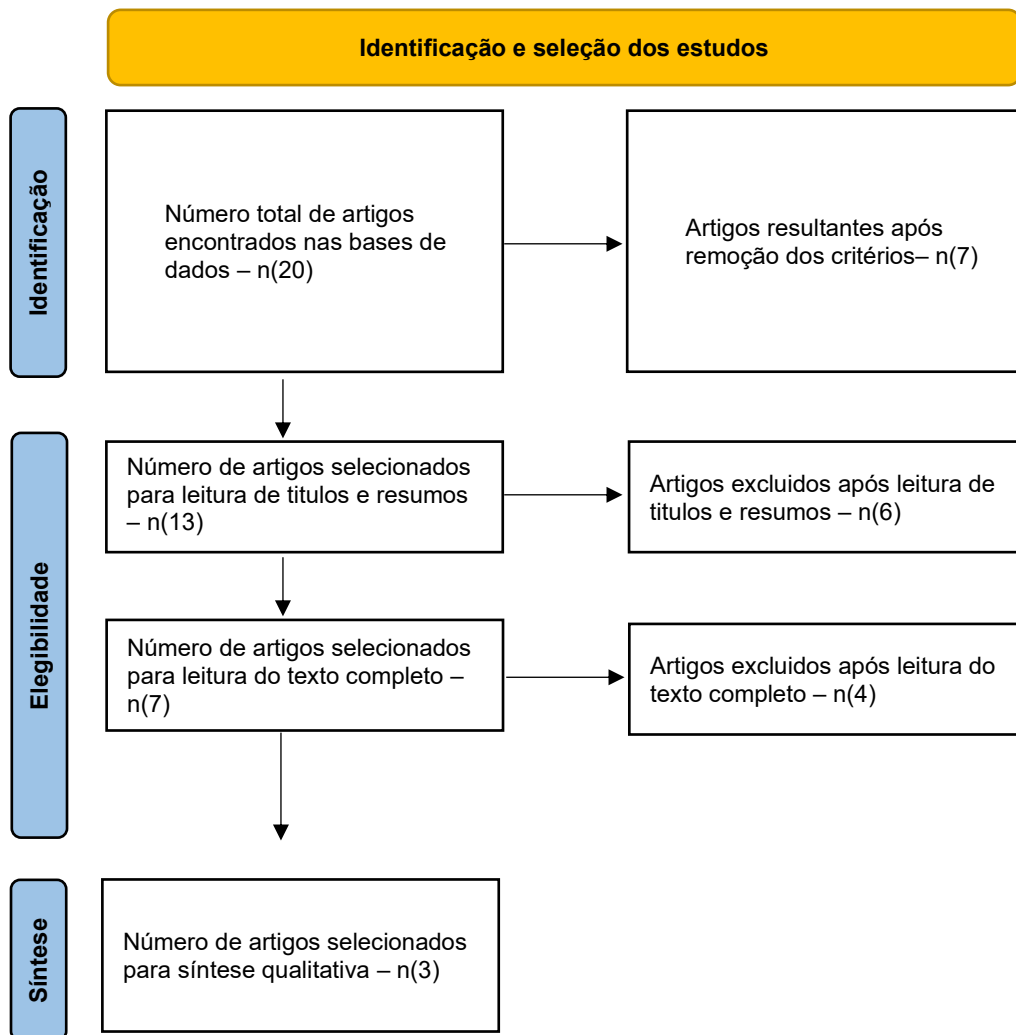 Identificação e seleção dos estudos
Identificação
Número total de artigos
encontrados nas bases de
dados – n(20)
Artigos resultantes após
remoção dos critérios– n(7)
Elegibilidade
Número de artigos selecionados
para leitura de titulos e resumos
– n(13)
Artigos excluidos após leitura de
titulos e resumos – n(6)
Número de artigos selecionados
para leitura do texto completo –
n(7)
Artigos excluidos após leitura do
texto completo – n(4)
Síntese
Número de artigos selecionados
para síntese qualitativa – n(3)